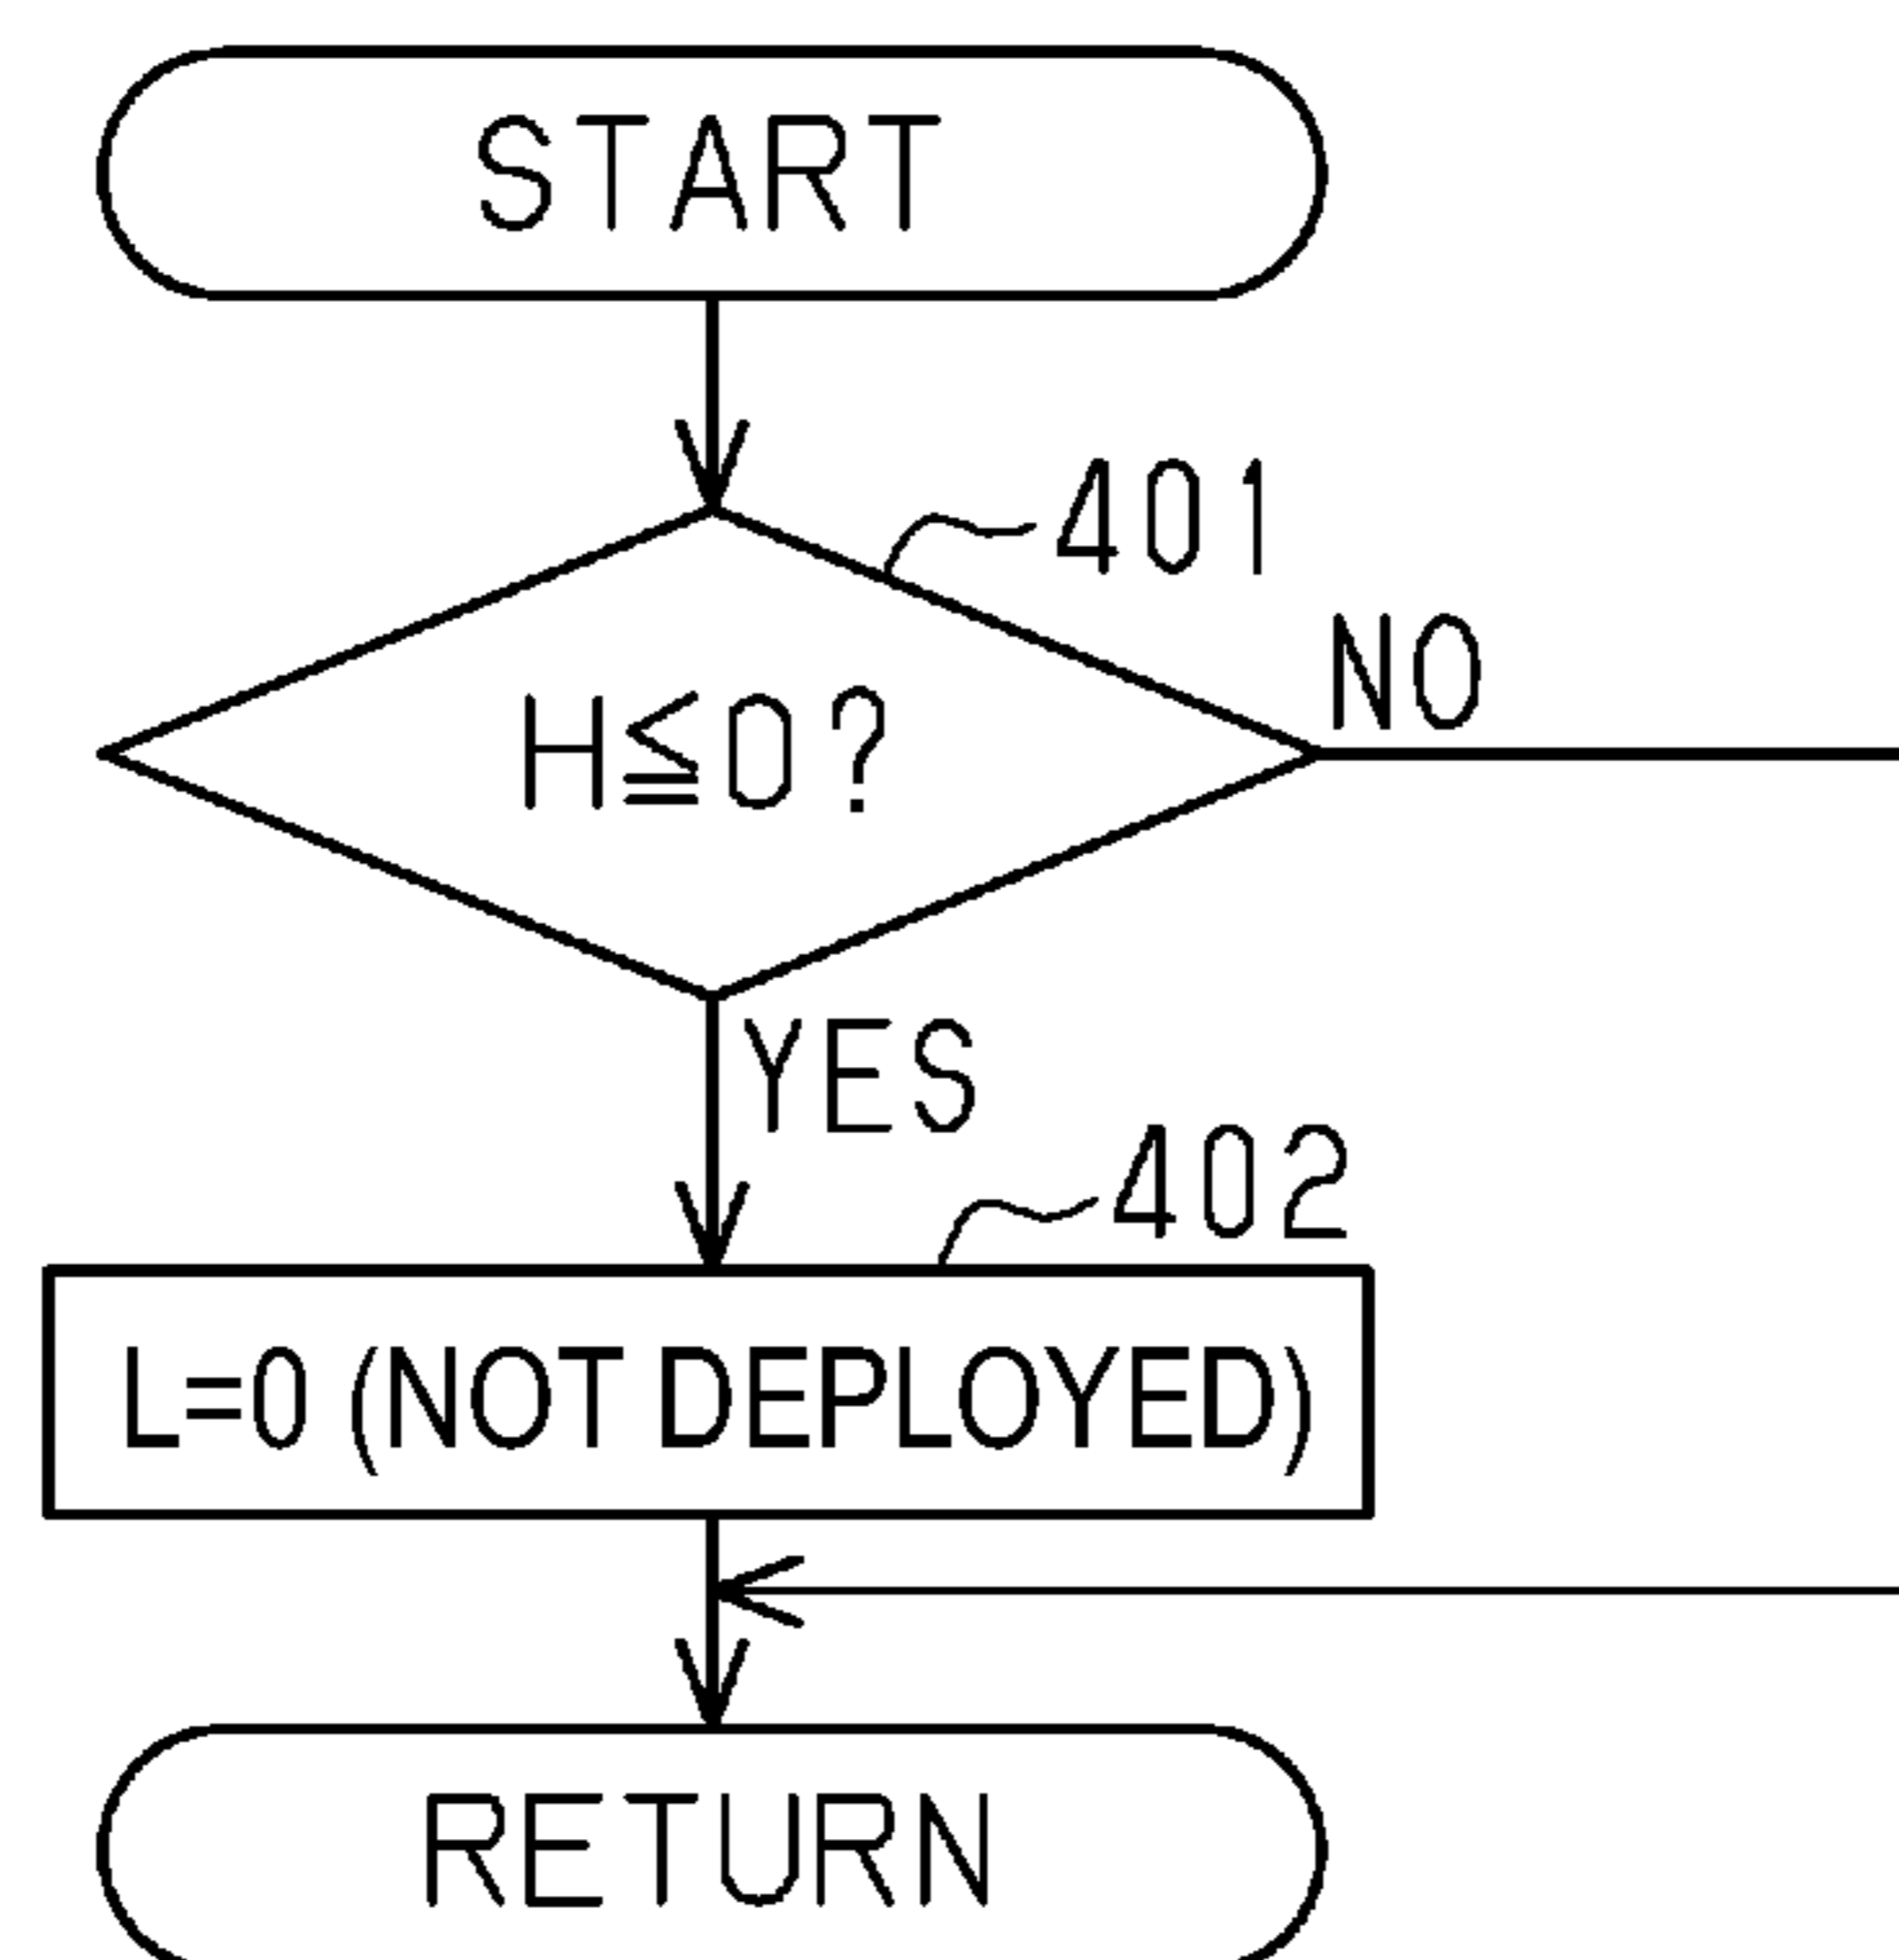 START
401
NO
H≦0?
YES
402
L=0 (NOT DEPLOYED)
RETURN